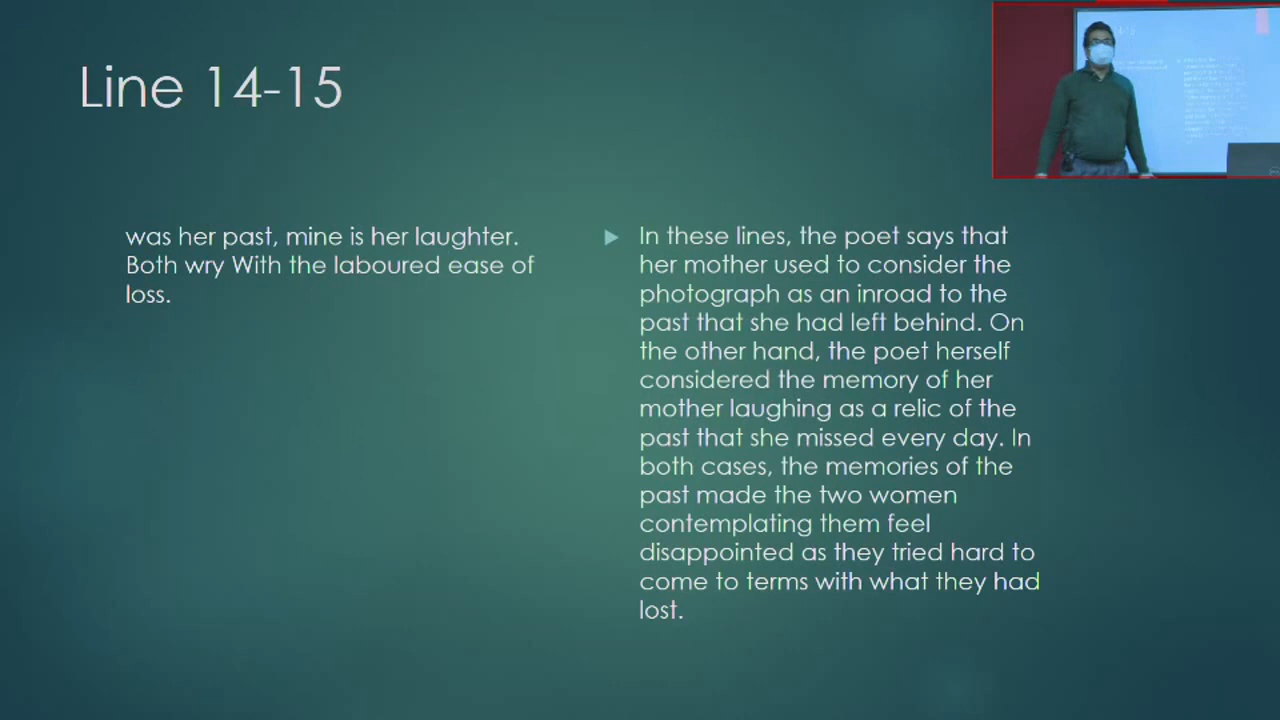 Line 14-15
was her past, mine is her laughter.
Both wry With the laboured ease of
loss.
In these lines, the poet says that
her mother used to consider the
photograph as an inroad to the
past that she had left behind. On
the other hand, the poet herself
considered the memory of her
mother laughing as a relic of the
past that she missed every day. In
both cases, the memories of the
past made the two women
contemplating them feel
disappointed as they tried hard to
come to terms with what they had
lost.